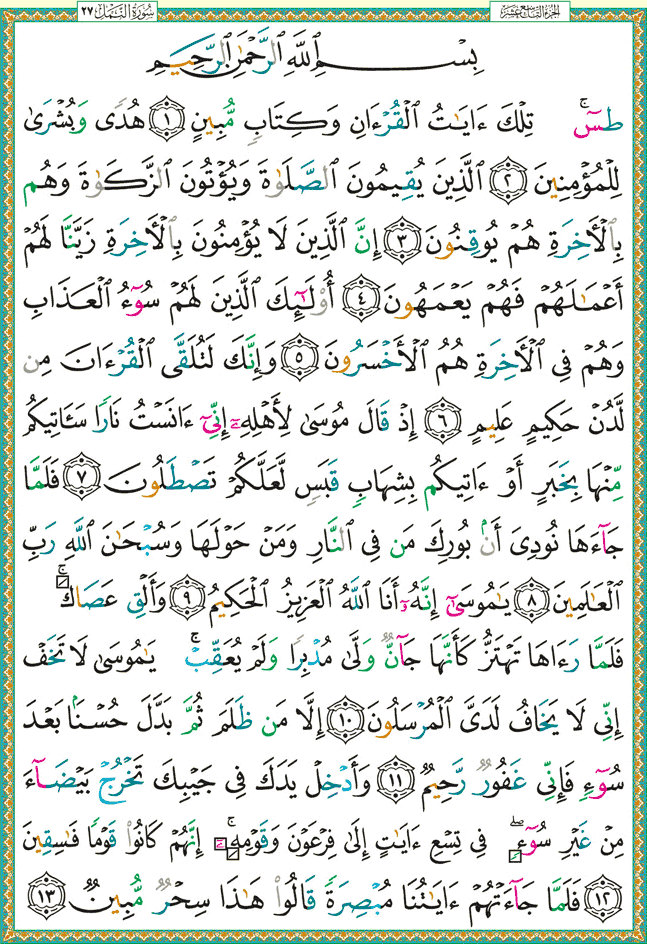 الجزء التاسع عشر
سُورَةُ النَّمْلِ ٢٧
بِسْمِ ٱللَّهِ ٱلرَّحْمَٰنِ ٱلرَّحِيمِ
طسٓ ۚ تِلْكَ ءَايَٰتُ ٱلْقُرْءَانِ وَكِتَابٍ مُّبِينٍ ١ هُدًى وَبُشْرَىٰ
لِلْمُؤْمِنِينَ ٢ ٱلَّذِينَ يُقِيمُونَ ٱلصَّلَوٰةَ وَيُؤْتُونَ ٱلزَّكَوٰةَ وَهُم
بِٱلْأَخِرَةِ هُمْ يُوقِنُونَ ٣ إِنَّ ٱلَّذِينَ لَا يُؤْمِنُونَ بِٱلْأَخِرَةِ زَيَّنَّا لَهُمْ
أَعْمَٰلَهُمْ فَهُمْ يَعْمَهُونَ ٤ أُوْلَٰٓئِكَ ٱلَّذِينَ لَهُمْ سُوٓءُ ٱلْعَذَابِ
وَهُمْ فِى ٱلْأَخِرَةِ هُمُ ٱلْأَخْسَرُونَ ٥ وَإِنَّكَ لَتُلَقَّى ٱلْقُرْءَانَ مِن
لَّدُنْ حَكِيمٍ عَلِيمٍ ٦ إِذْ قَالَ مُوسَىٰ لِأَهْلِهِۦٓ إِنِّىٓ ءَانَسْتُ نَارًا سَـَٔاتِيكُم
مِّنْهَا بِخَبَرٍ أَوْ ءَاتِيكُم بِشِهَابٍ قَبَسٍ لَّعَلَّكُمْ تَصْطَلُونَ ٧ فَلَمَّا
جَآءَهَا نُودِىَ أَنۢ بُورِكَ مَن فِى ٱلنَّارِ وَمَنْ حَوْلَهَا وَسُبْحَٰنَ ٱللَّهِ رَبِّ
ٱلْعَٰلَمِينَ ٨ يَٰمُوسَىٰٓ إِنَّهُۥٓ أَنَا ٱللَّهُ ٱلْعَزِيزُ ٱلْحَكِيمُ ٩ وَأَلْقِ عَصَاكَ ۚ
فَلَمَّا رَءَاهَا تَهْتَزُّ كَأَنَّهَا جَآنٌّ وَلَّىٰ مُدْبِرًا وَلَمْ يُعَقِّبْ ۚ يَٰمُوسَىٰ لَا تَخَفْ
إِنِّى لَا يَخَافُ لَدَىَّ ٱلْمُرْسَلُونَ ١٠ إِلَّا مَن ظَلَمَ ثُمَّ بَدَّلَ حُسْنًۢا بَعْدَ
سُوٓءٍ فَإِنِّى غَفُورٌ رَّحِيمٌ ١١ وَأَدْخِلْ يَدَكَ فِى جَيْبِكَ تَخْرُجْ بَيْضَآءَ
مِنْ غَيْرِ سُوٓءٍ ۖ فِى تِسْعِ ءَايَٰتٍ إِلَىٰ فِرْعَوْنَ وَقَوْمِهِۦٓ ۚ إِنَّهُمْ كَانُوا۟ قَوْمًا فَٰسِقِينَ
١٢ فَلَمَّا جَآءَتْهُمْ ءَايَٰتُنَا مُبْصِرَةً قَالُوا۟ هَٰذَا سِحْرٌ مُّبِينٌ ١٣